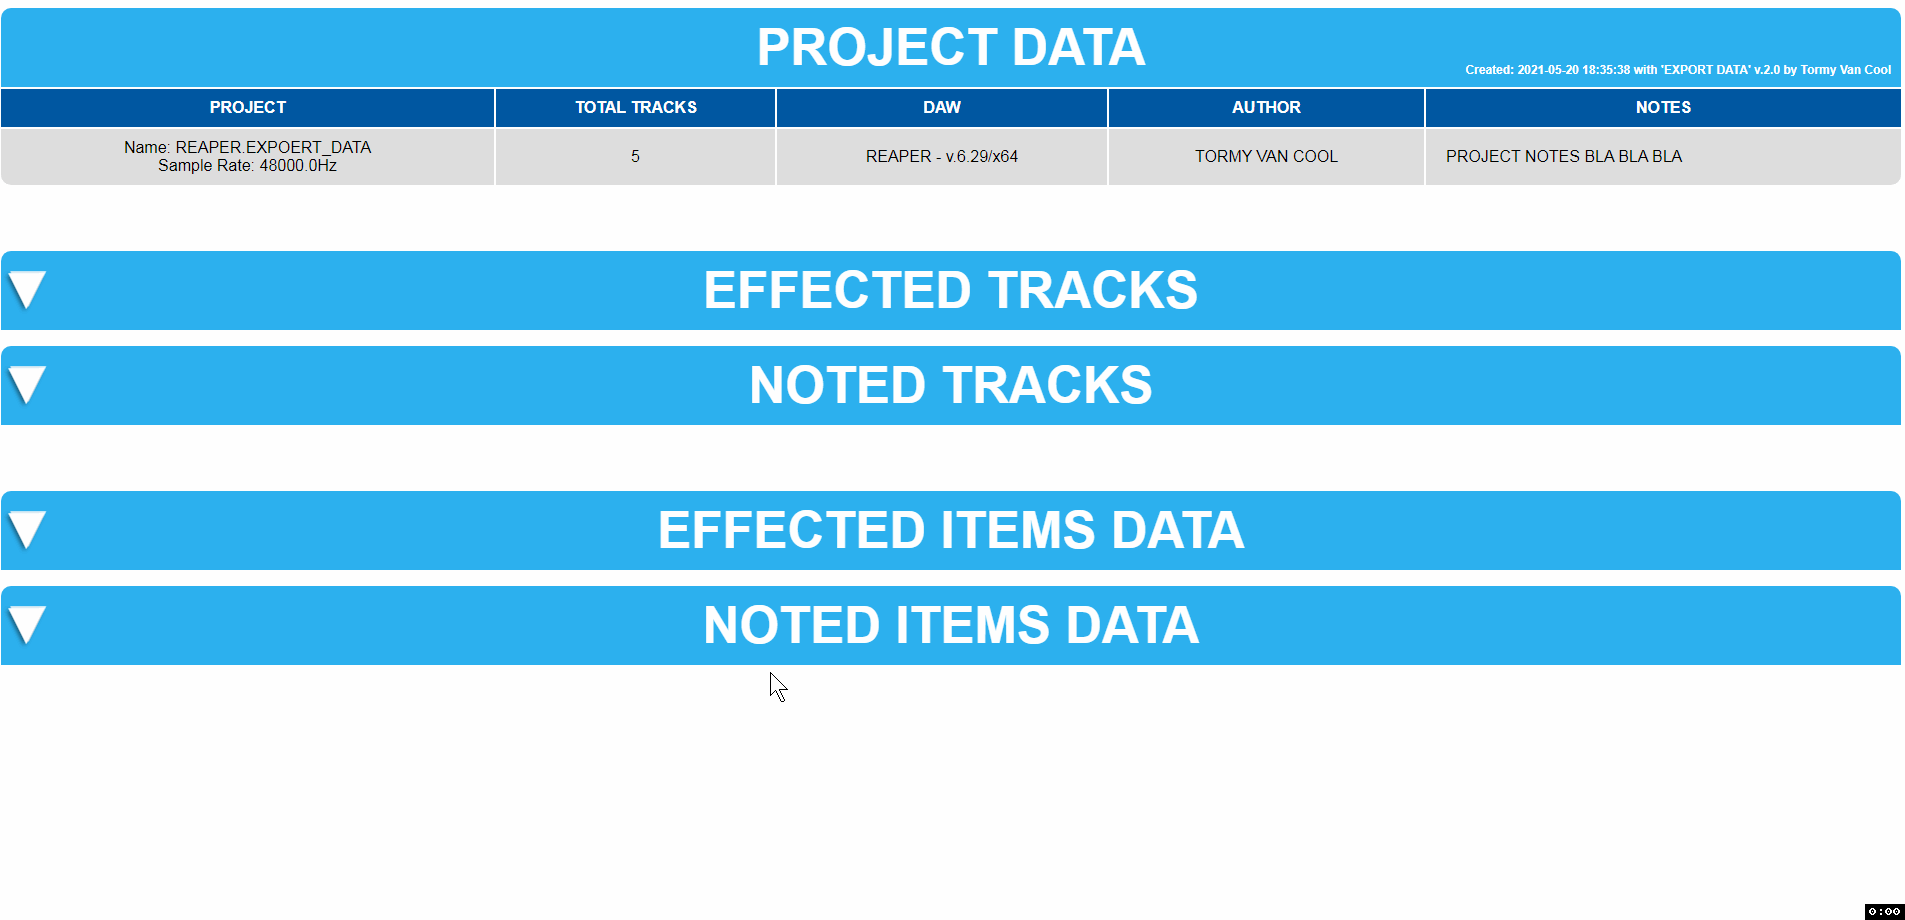 PROJECT DATA
Created: 2021-05-20 18:35:38 with "EXPORT DATA" v.2.0 by Tormy Van Cool
PROJECT TOTAL TRACKS DAW AUTHOR NOTES
Name: REAPER.EXPOERT_DATA
Sample Rate: 48000.0Hz
5
REAPER - v.6.29/x64
TORMY VAN COOL
PROJECT NOTES BLA BLA BLA
EFFECTED TRACKS
NOTED TRACKS
EFFECTED ITEMS DATA
NOTED ITEMS DATA
0:00